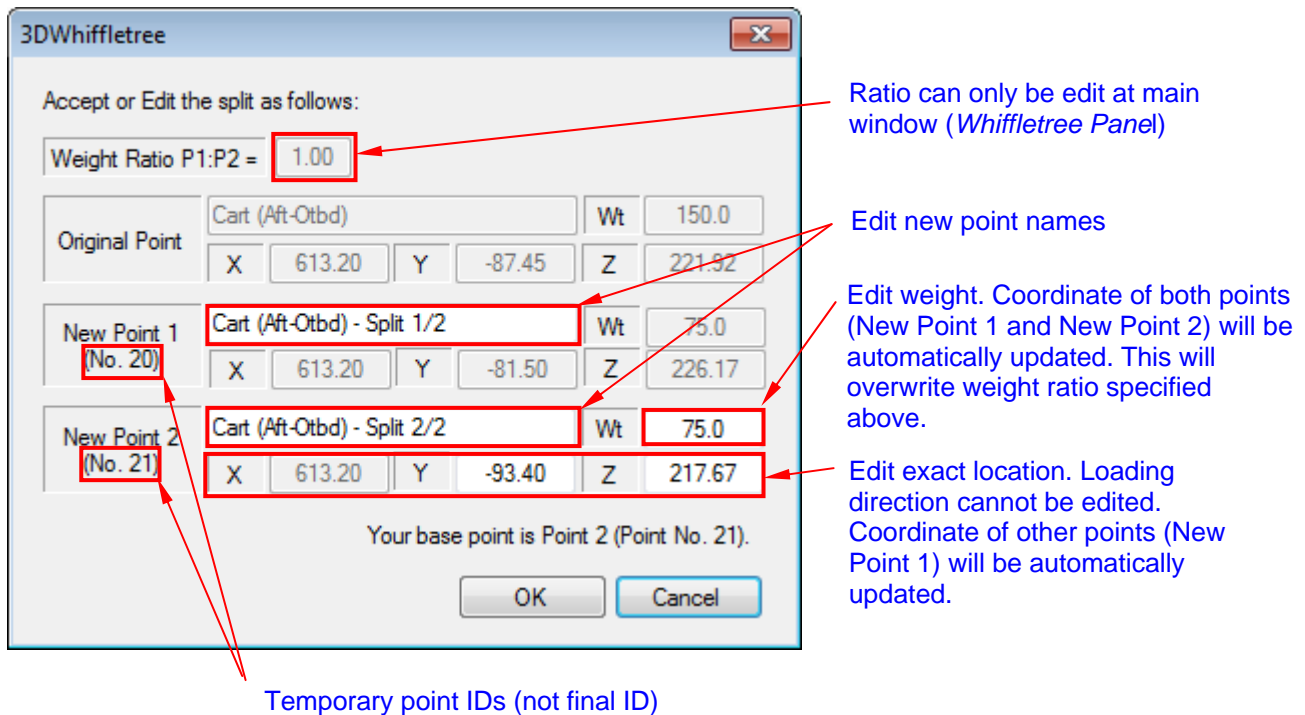 3DWhiffletree
Accept or Edit the split as follows:
Weight Ratio P1:P2 = 1.00
Original Point
Cart (Aft-Otbd) Wt 150.0
X 613.20 Y -87.45 Z 221.92
New Point 1
(No. 20)
Cart (Aft-Otbd) - Split 1/2 Wt 75.0
X 613.20 Y -81.50 Z 226.17
New Point 2
(No. 21)
Cart (Aft-Otbd) - Split 2/2 Wt 75.0
X 613.20 Y -93.40 Z 217.67
Your base point is Point 2 (Point No. 21).
OK Cancel
Ratio can only be edit at main
window (Whiffletree Panel)
Edit new point names
Edit weight. Coordinate of both points
(New Point 1 and New Point 2) will be
automatically updated. This will
overwrite weight ratio specified
above.
Edit exact location. Loading
direction cannot be edited.
Coordinate of other points (New
Point 1) will be automatically
updated.
Temporary point IDs (not final ID)